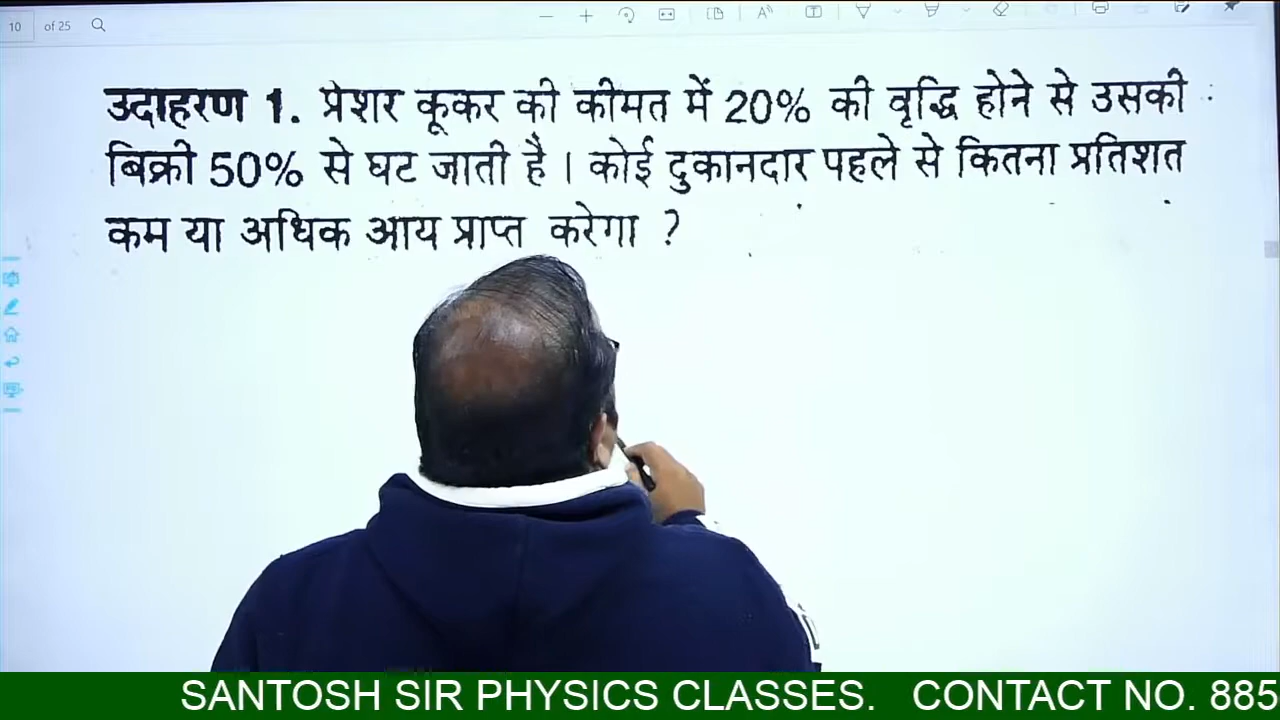 10 of 25
उदाहरण 1. प्रेशर कूकर की कीमत में 20% की वृद्धि होने से उसकी
बिक्री 50% से घट जाती है । कोई दुकानदार पहले से कितना प्रतिशत
कम या अधिक आय प्राप्त करेगा ?
SANTOSH SIR PHYSICS CLASSES. CONTACT NO. 885